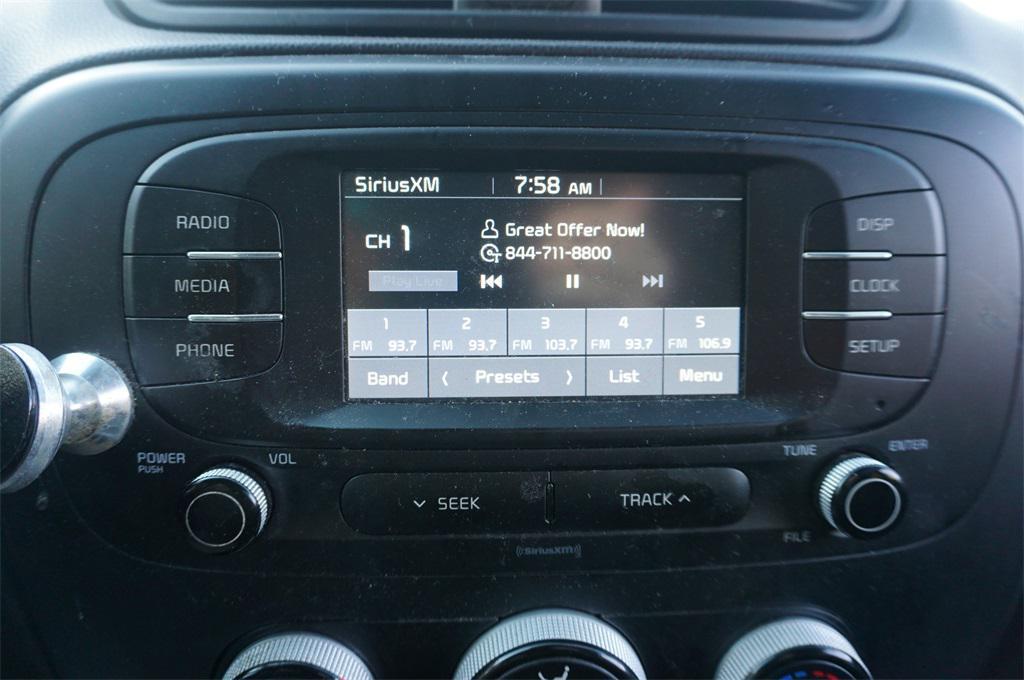 SiriusXM 7:58 AM
CH 1
Great Offer Now!
844-711-8800
Play Live
1 2 3 4 5
FM 93.7 FM 93.7 FM 103.7 FM 93.7 FM 106.9
Band Presets List Menu
RADIO
MEDIA
PHONE
DISP
CLOCK
SETUP
POWER
PUSH
VOL
SEEK
TRACK
TUNE
ENTER
FILE
SiriusXM